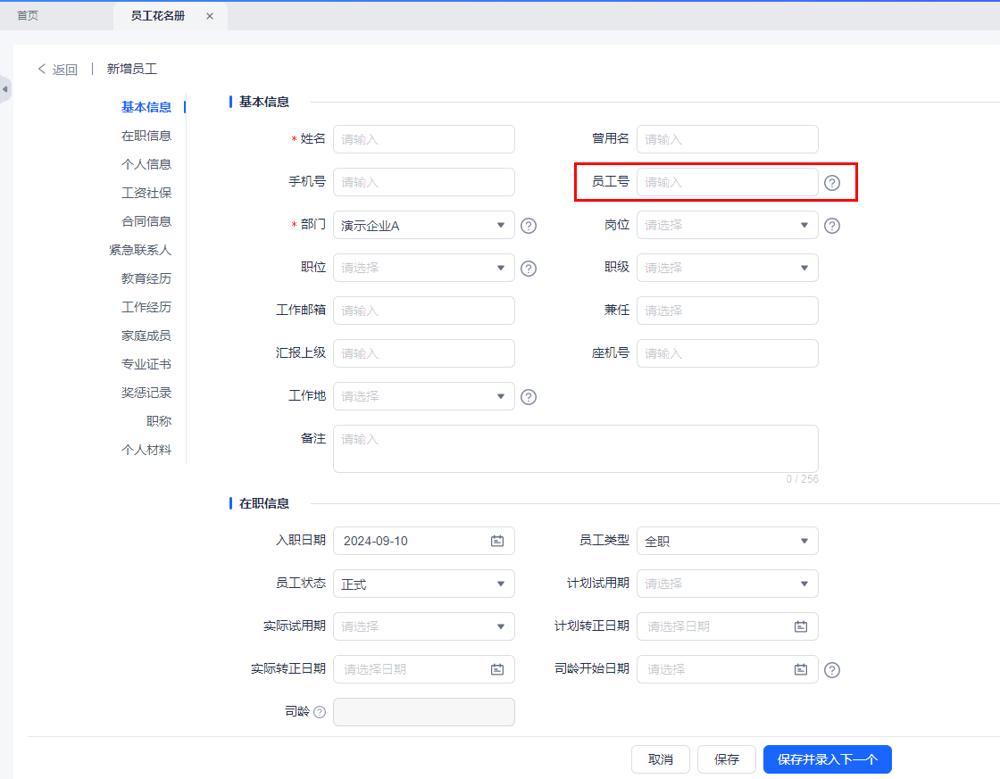 首页
员工花名册 ×
返回 | 新增员工
基本信息
在职信息
个人信息
工资社保
合同信息
紧急联系人
教育经历
工作经历
家庭成员
专业证书
奖惩记录
职称
个人材料
基本信息
* 姓名 请输入 曾用名 请输入
手机号 请输入 员工号 请输入 ?
* 部门 演示企业A ? 岗位 请选择 ?
职位 请选择 ? 职级 请选择
工作邮箱 请输入 兼任 请选择
汇报上级 请输入 座机号 请输入
工作地 请选择 ?
备注 请输入
0 / 256
在职信息
入职日期 2024-09-10 员工类型 全职
员工状态 正式 计划试用期 请选择
实际试用期 请选择 计划转正日期 请选择日期
实际转正日期 请选择日期 司龄开始日期 请选择 ?
司龄 ?
取消 保存 保存并录入下一个